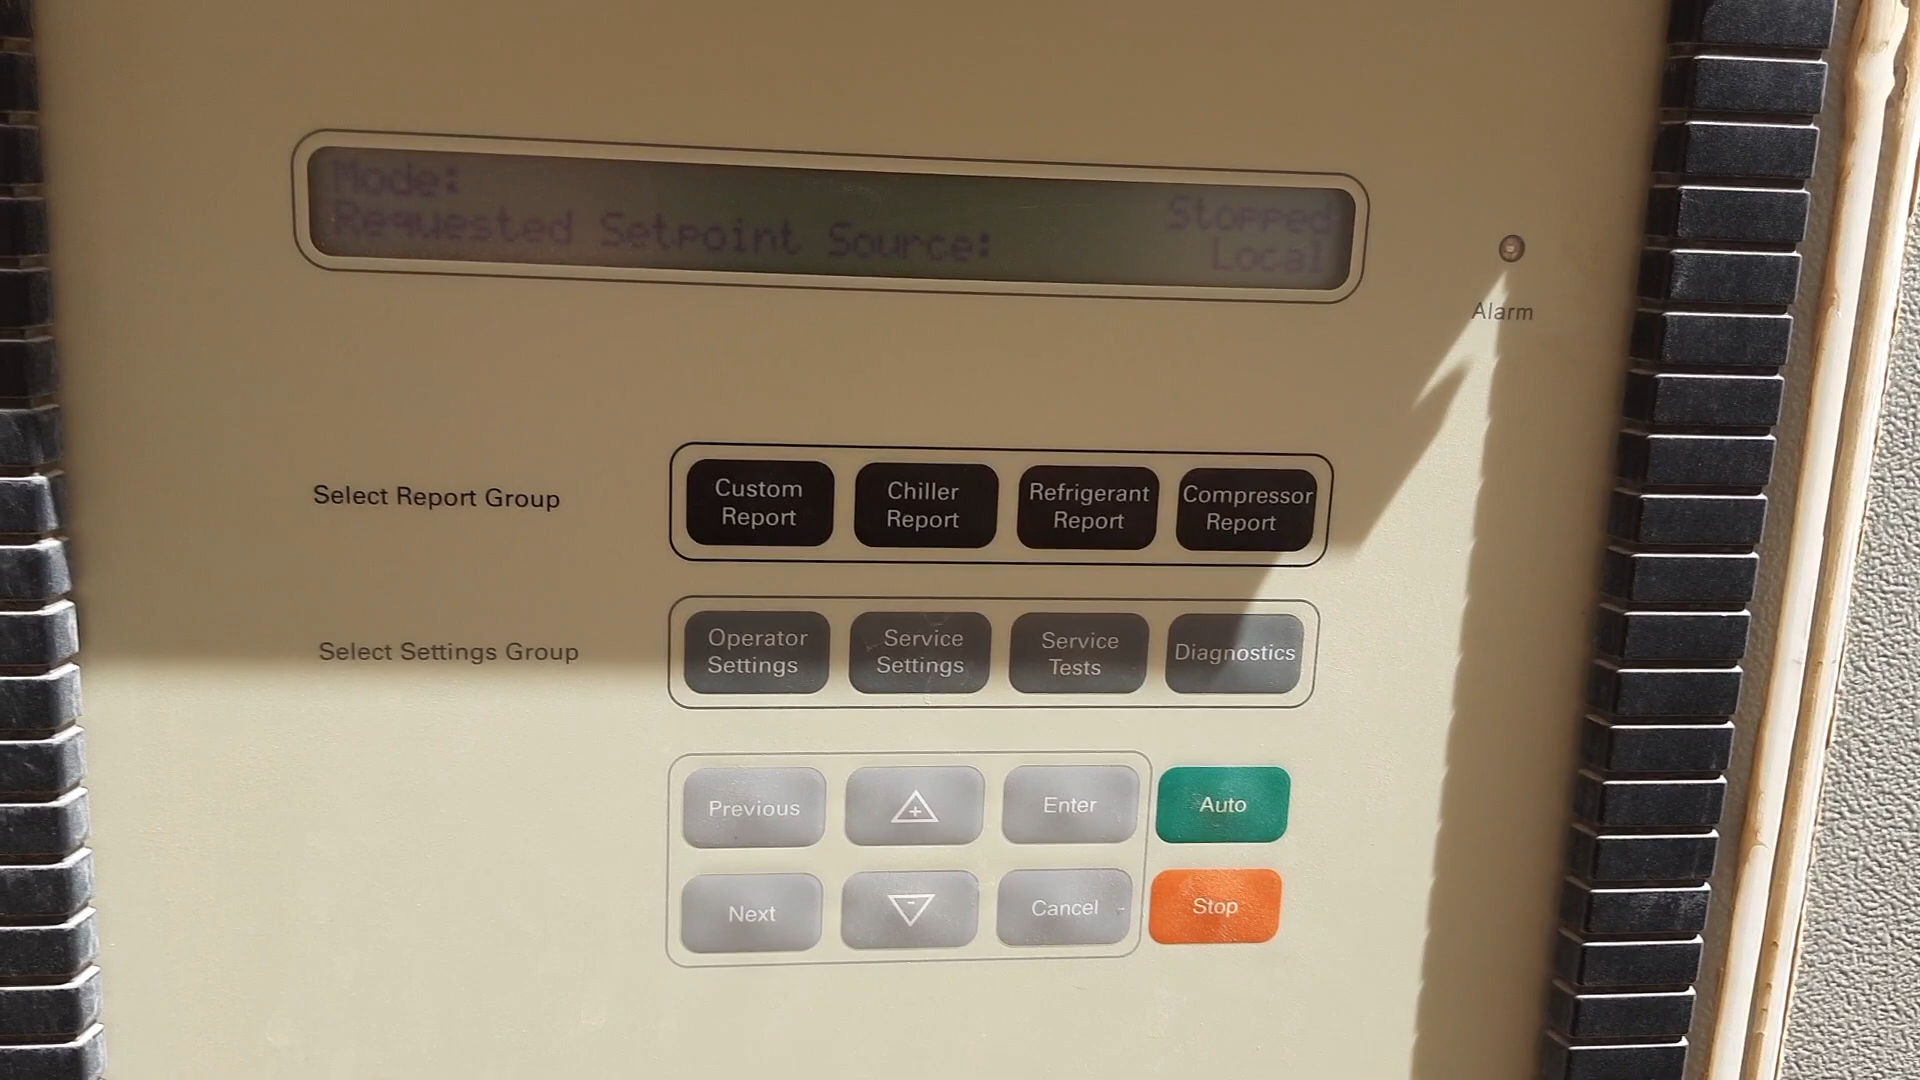 Mode: Stopped
Requested Setpoint Source: Local
Alarm
Select Report Group
Custom
Report
Chiller
Report
Refrigerant
Report
Compressor
Report
Select Settings Group
Operator
Settings
Service
Settings
Service
Tests
Diagnostics
Previous
+
Enter
Auto
Next
-
Cancel
Stop